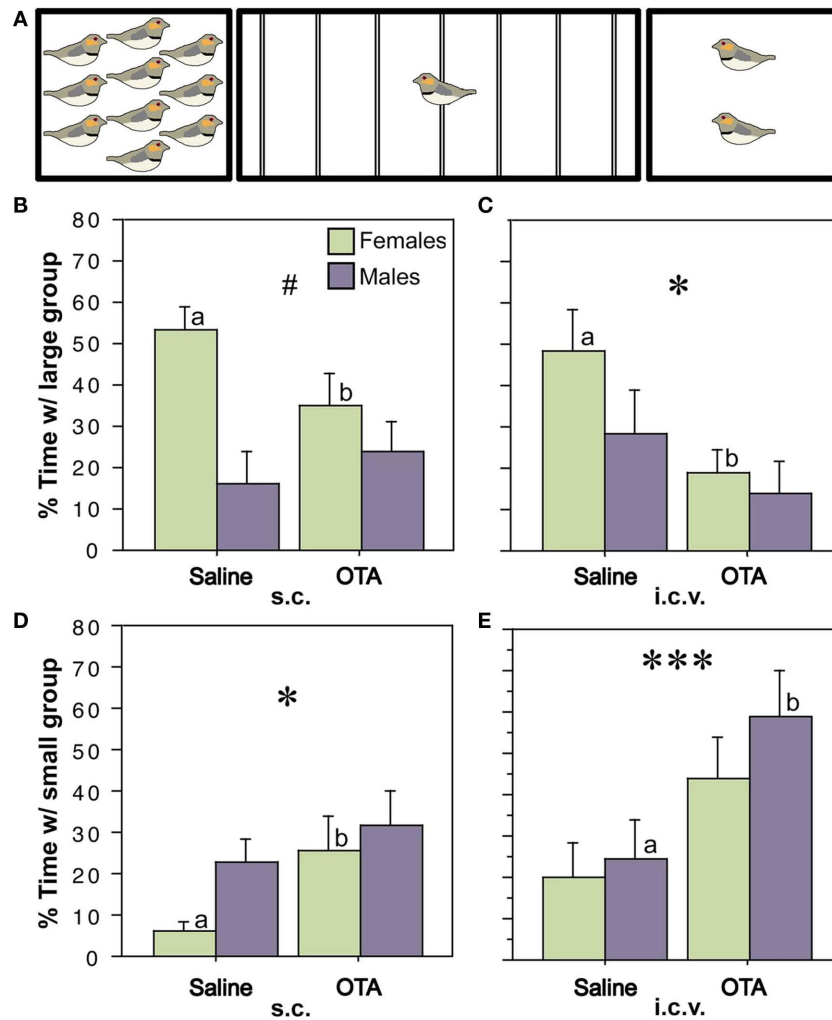 A
B
% Time w/ large group
80
70
60
50
40
30
20
10
0
#
Females
Males
a
b
Saline OTA
s.c.
C
*
a
b
Saline OTA
i.c.v.
D
% Time w/ small group
80
70
60
50
40
30
20
10
0
*
a
b
Saline OTA
s.c.
E
***
a
b
Saline OTA
i.c.v.